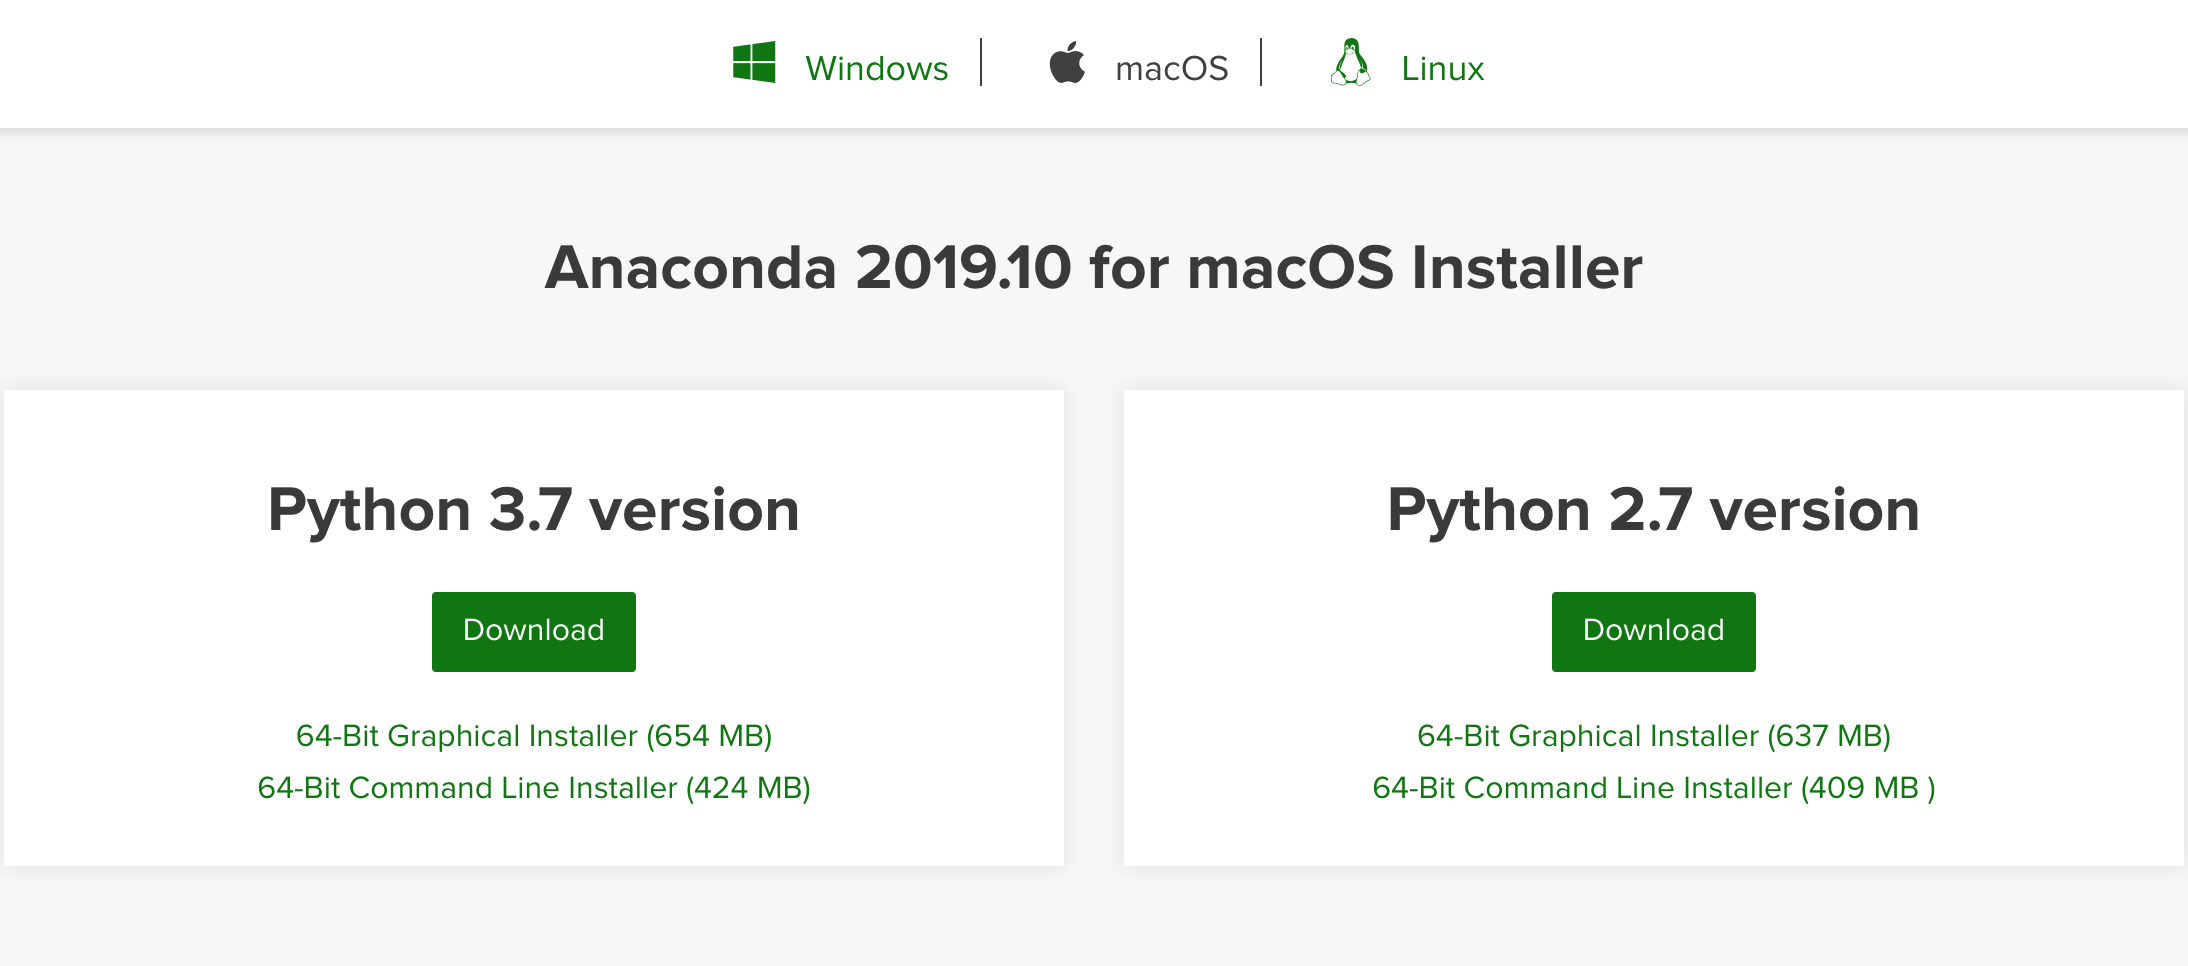 Windows
macOS
Linux
Anaconda 2019.10 for macOS Installer
Python 3.7 version
Download
64-Bit Graphical Installer (654 MB)
64-Bit Command Line Installer (424 MB)
Python 2.7 version
Download
64-Bit Graphical Installer (637 MB)
64-Bit Command Line Installer (409 MB )